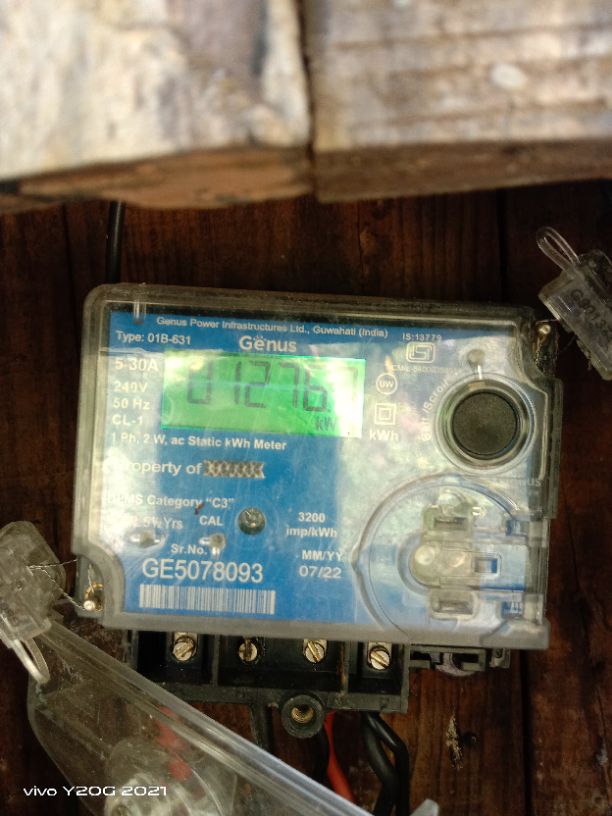 Genus Power Infrastructures Ltd., Guwahati (India)
Type: 01B-631
Genus
IS:13779
5-30A
240V
50 Hz
CL-1
UW
kWh
1 Ph, 2 W, ac Static kWh Meter
Property of
Category "C3"
Yrs
CAL
3200
imp/kWh
Sr.No.
MM/YY
GE5078093
07/22
vivo Y20G 2021